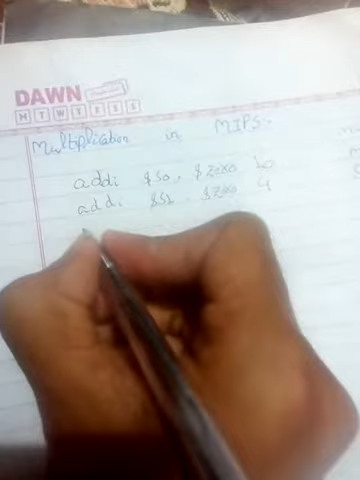 DAWN
M T W T F S S
Multiplication in MIPS.
addi $s0, $zero 10
addi $s1, $zero 4